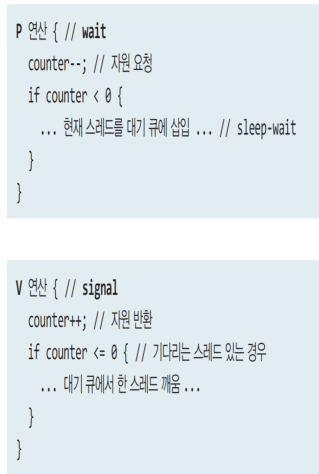 P 연산 { // wait
counter--; // 자원 요청
if counter < 0 {
... 현재 스레드를 대기 큐에 삽입 ... // sleep-wait
}
}
V 연산 { // signal
counter++; // 자원 반환
if counter <= 0 { // 기다리는 스레드 있는 경우
... 대기 큐에서 한 스레드 깨움 ...
}
}